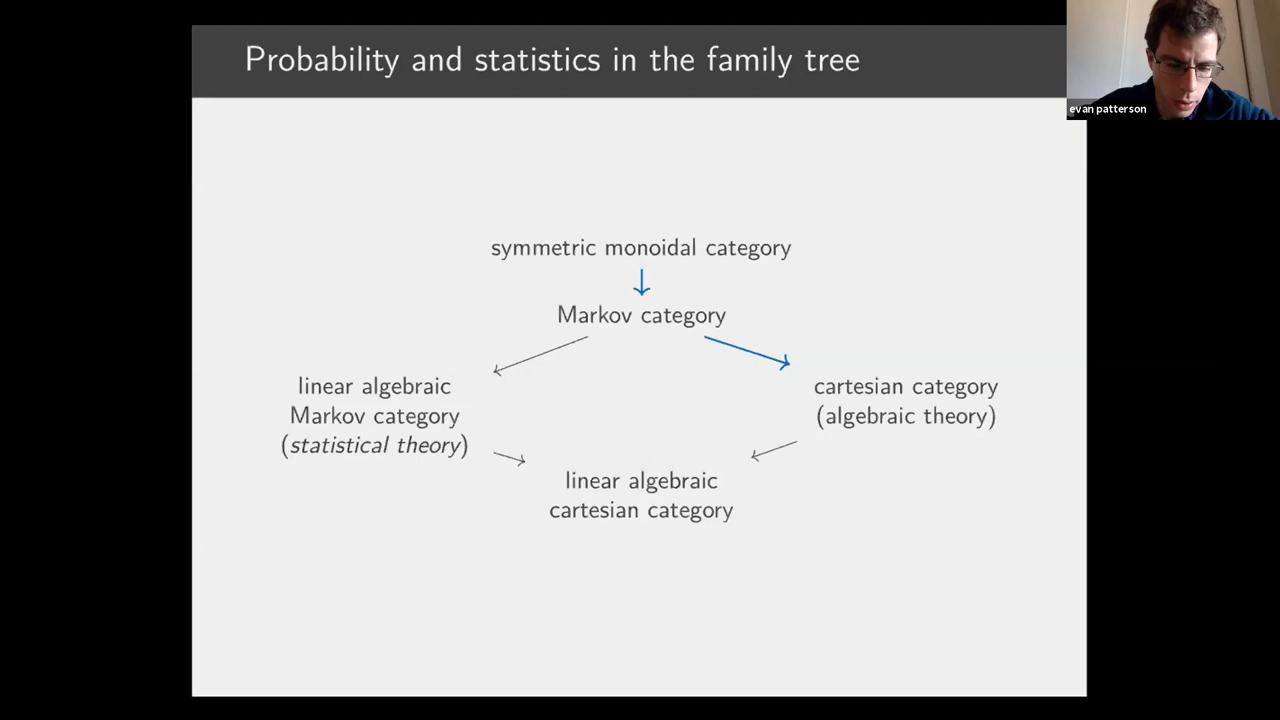 Probability and statistics in the family tree
evan patterson
symmetric monoidal category
Markov category
linear algebraic
Markov category
(statistical theory)
cartesian category
(algebraic theory)
linear algebraic
cartesian category